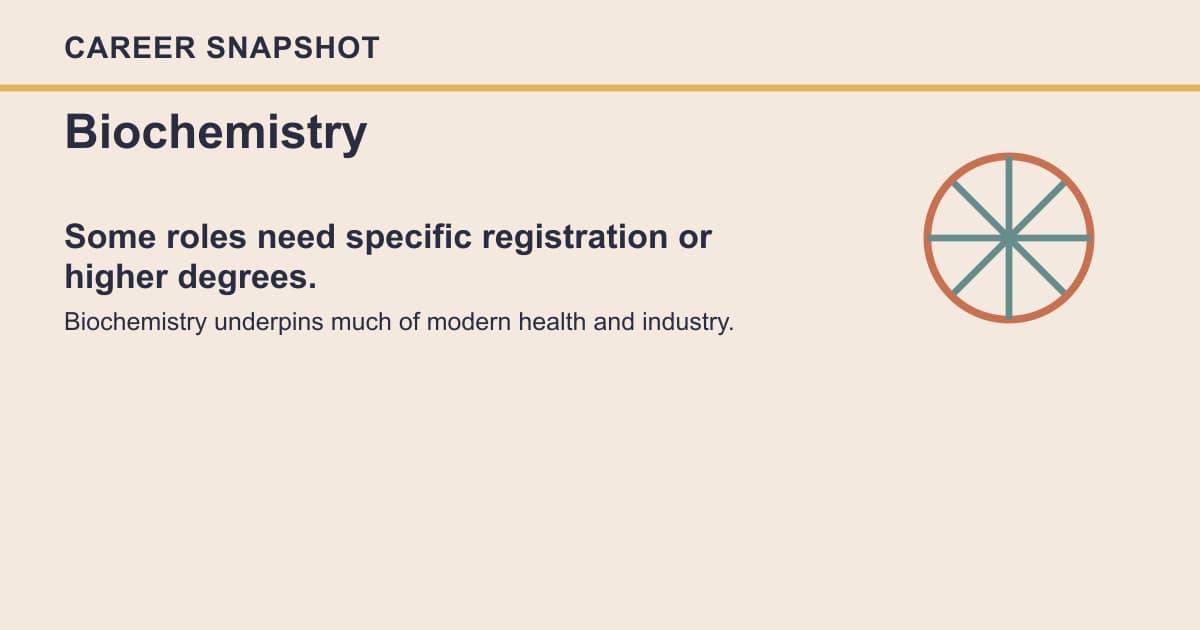 CAREER SNAPSHOT
Biochemistry
Some roles need specific registration or
higher degrees.
Biochemistry underpins much of modern health and industry.